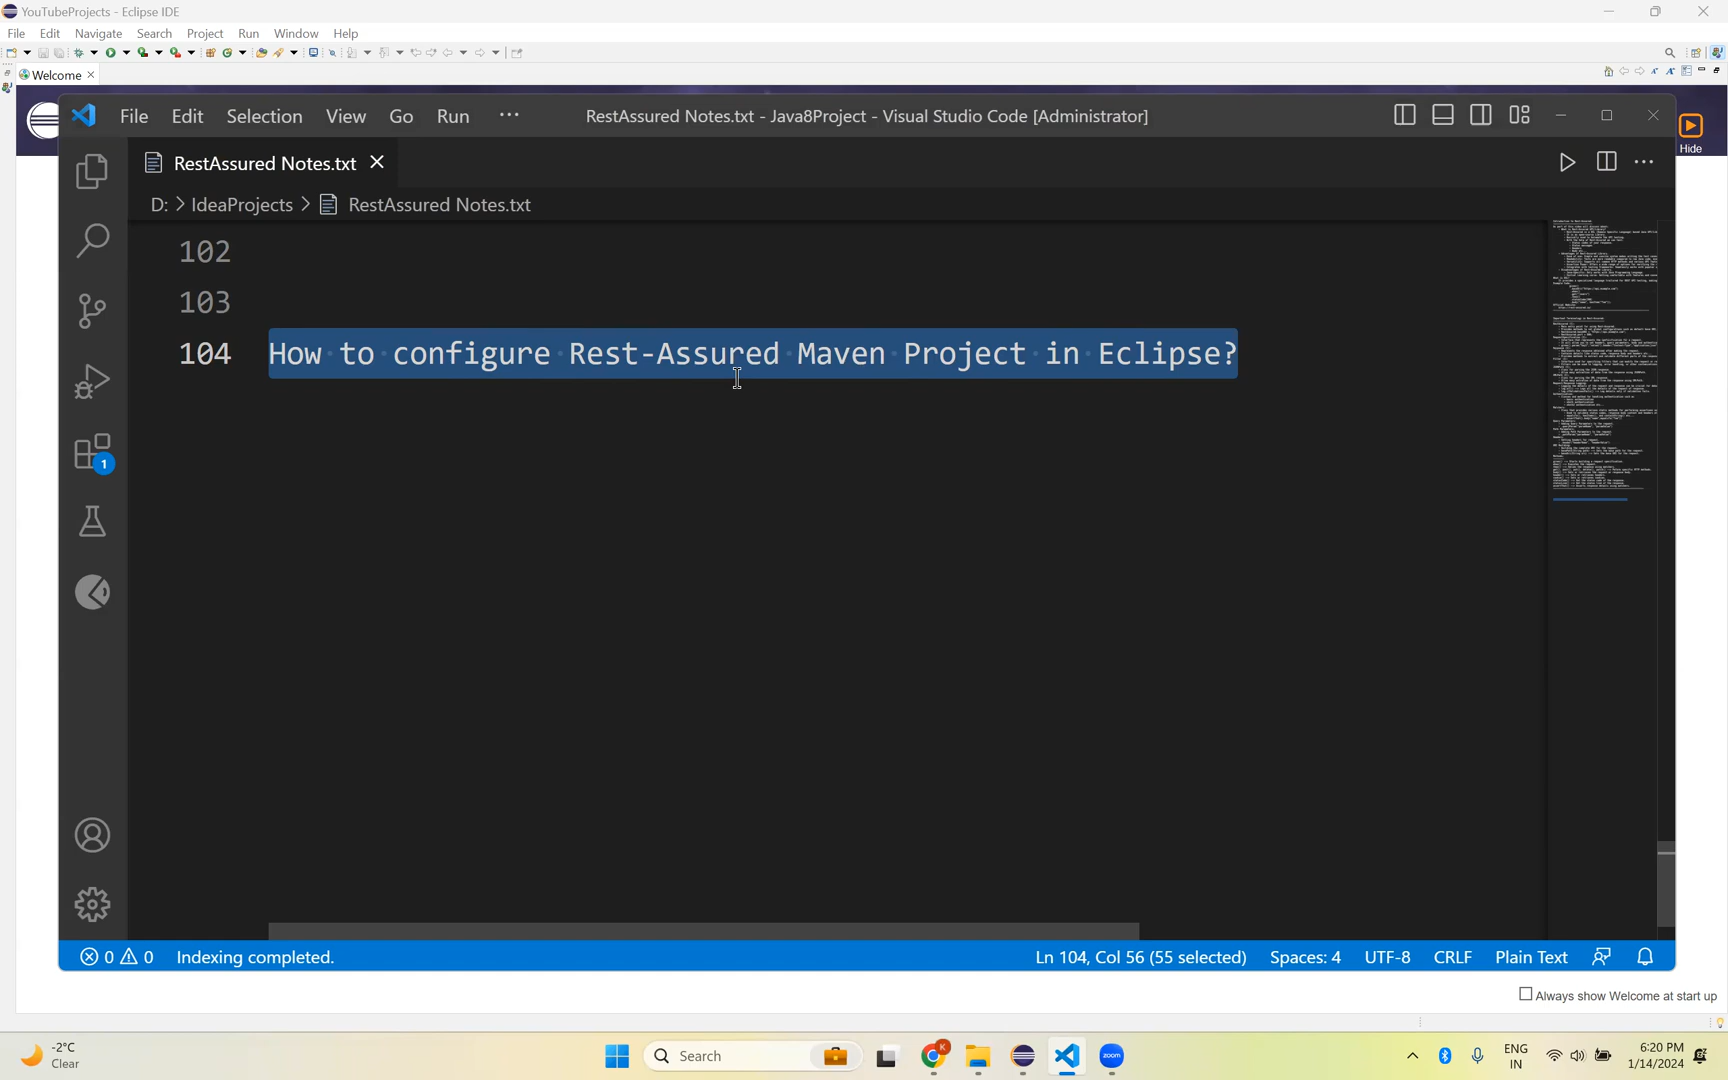 YouTubeProjects - Eclipse IDE
File Edit Navigate Search Project Run Window Help
Welcome
Hide
File Edit Selection View Go Run ···
RestAssured Notes.txt - Java8Project - Visual Studio Code [Administrator]
RestAssured Notes.txt
D: > IdeaProjects > RestAssured Notes.txt
102
103
104 How to configure Rest-Assured Maven Project in Eclipse?
1
0 0 Indexing completed. Ln 104, Col 56 (55 selected) Spaces: 4 UTF-8 CRLF Plain Text
Always show Welcome at start up
-2°C
Clear
Search
zoom
ENG
IN
6:20 PM
1/14/2024